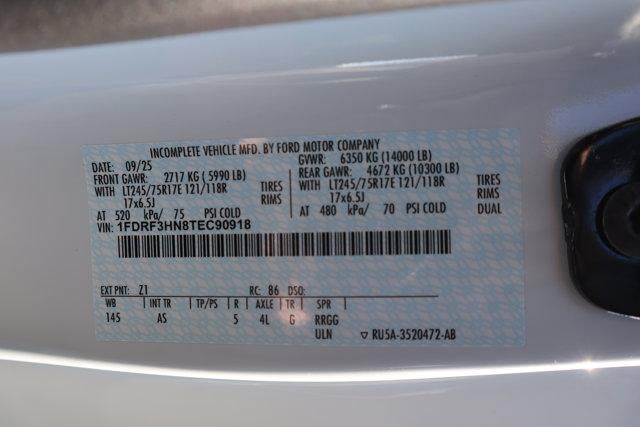 INCOMPLETE VEHICLE MFD. BY FORD MOTOR COMPANY
DATE: 09/25 GVWR: 6350 KG (14000 LB)
FRONT GAWR: 2717 KG ( 5990 LB) REAR GAWR: 4672 KG (10300 LB)
WITH LT245/75R17E 121/118R TIRES WITH LT245/75R17E 121/118R TIRES
17x6.5J RIMS 17x6.5J RIMS
AT 520 kPa/ 75 PSI COLD AT 480 kPa/ 70 PSI COLD DUAL
VIN: 1FDRF3HN8TEC90918
EXT PNT: Z1 RC: 86 DSO:
WB INT TR TP/PS R AXLE TR SPR
145 AS 5 4L G RRGG
ULN ▽ RU5A-3520472-AB